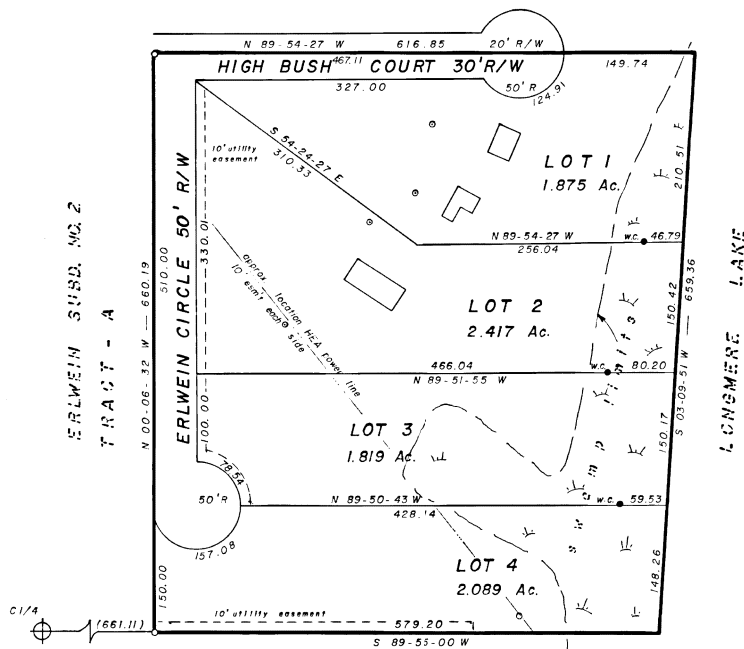 N 89-54-27 W 616.85 20' R/W
467.11
HIGH BUSH COURT 30' R/W 149.74
327.00 50' R
124.91
10' utility
easement
S 54-24-27 E
310.33
LOT 1
1.875 Ac.
210.51 E
N 89-54-27 W W.C. 46.79
256.04
ERLWEIN SUBD. NO. 2
TRACT - A
N 00-06-32 W — 660.19
510.00
ERLWEIN CIRCLE 50' R/W
330.01
approx. location HEA power line
10' esm't each side
LOT 2
2.417 Ac.
150.42
S 03-09-51 W — 659.36
LONGMERE LAKE
466.04 W.C. 80.20
N 89-51-55 W
100.00
LOT 3
1.819 Ac.
150.17
swamp limits
78.54
50' R
N 89-50-43 W W.C. 59.53
428.14
157.08
LOT 4
2.089 Ac.
148.26
150.00
C1/4
(661.11)
10' utility easement
579.20
S 89-55-00 W